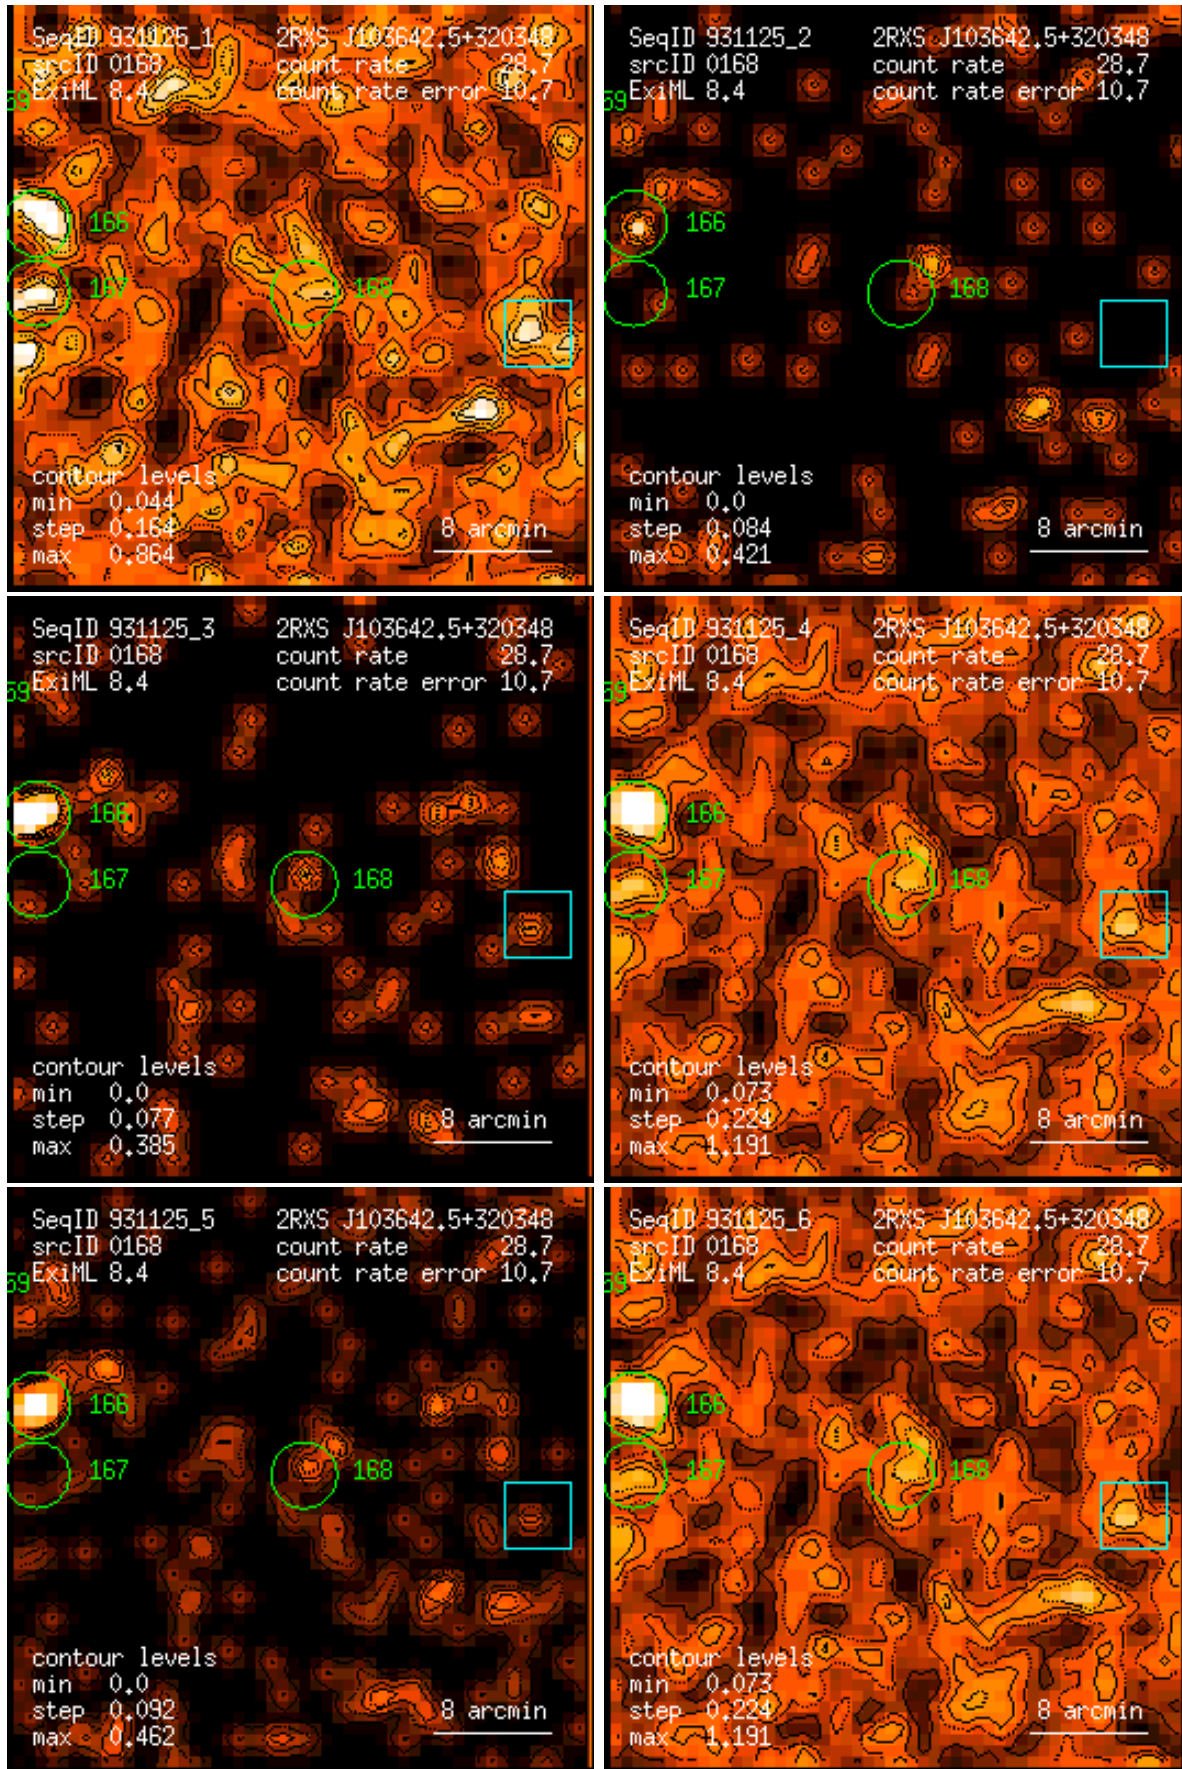 SeqID 931125_1 2RXS J103642.5+320348
srcID 0168 count rate 28.7
59 ExiML 8.4 count rate error 10.7
166
167 168
contour levels
min 0.044
step 0.164 8 arcmin
max 0.864
SeqID 931125_2 2RXS J103642.5+320348
srcID 0168 count rate 28.7
59 ExiML 8.4 count rate error 10.7
166
167 168
contour levels
min 0.0
step 0.084 8 arcmin
max 0.421
SeqID 931125_3 2RXS J103642.5+320348
srcID 0168 count rate 28.7
59 ExiML 8.4 count rate error 10.7
166
167 168
contour levels
min 0.0
step 0.077 8 arcmin
max 0.385
SeqID 931125_4 2RXS J103642.5+320348
srcID 0168 count rate 28.7
59 ExiML 8.4 count rate error 10.7
166
167 168
contour levels
min 0.073
step 0.224 8 arcmin
max 1.191
SeqID 931125_5 2RXS J103642.5+320348
srcID 0168 count rate 28.7
59 ExiML 8.4 count rate error 10.7
166
167 168
contour levels
min 0.0
step 0.092 8 arcmin
max 0.462
SeqID 931125_6 2RXS J103642.5+320348
srcID 0168 count rate 28.7
59 ExiML 8.4 count rate error 10.7
166
167 168
contour levels
min 0.073
step 0.224 8 arcmin
max 1.191